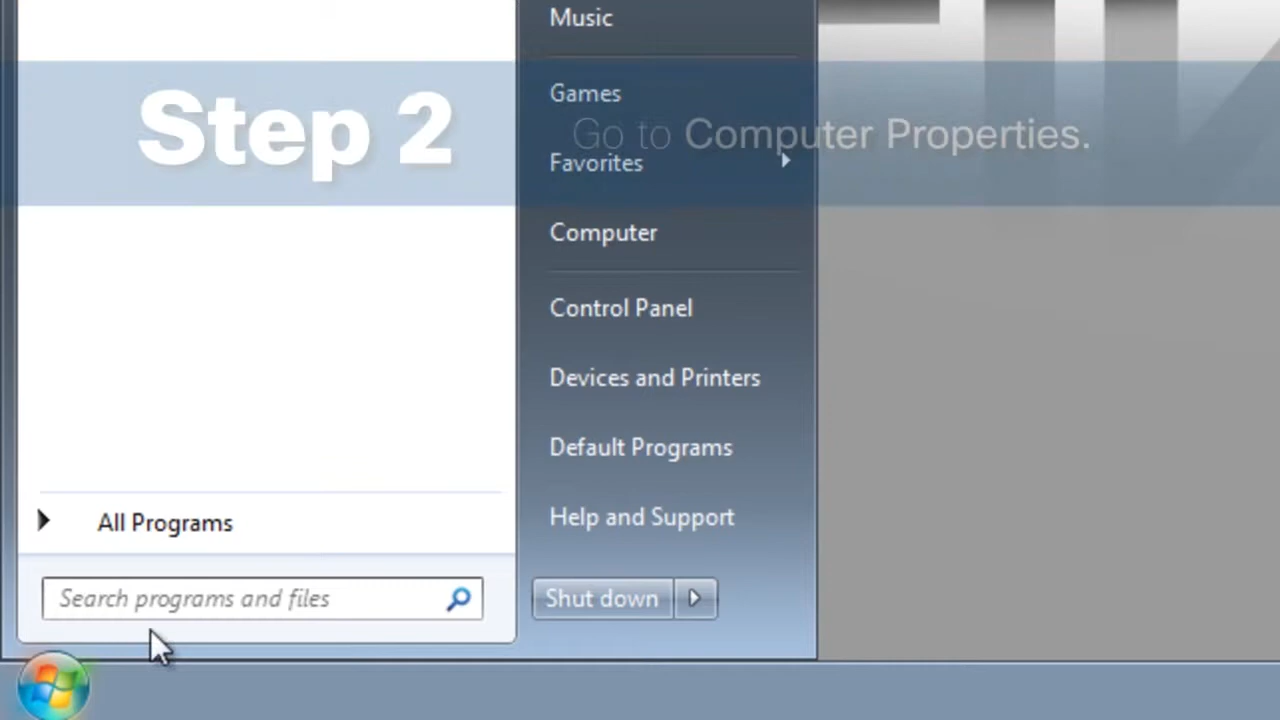 Music
Games
Step 2
Go to Computer Properties.
Favorites
Computer
Control Panel
Devices and Printers
Default Programs
Help and Support
All Programs
Search programs and files
Shut down